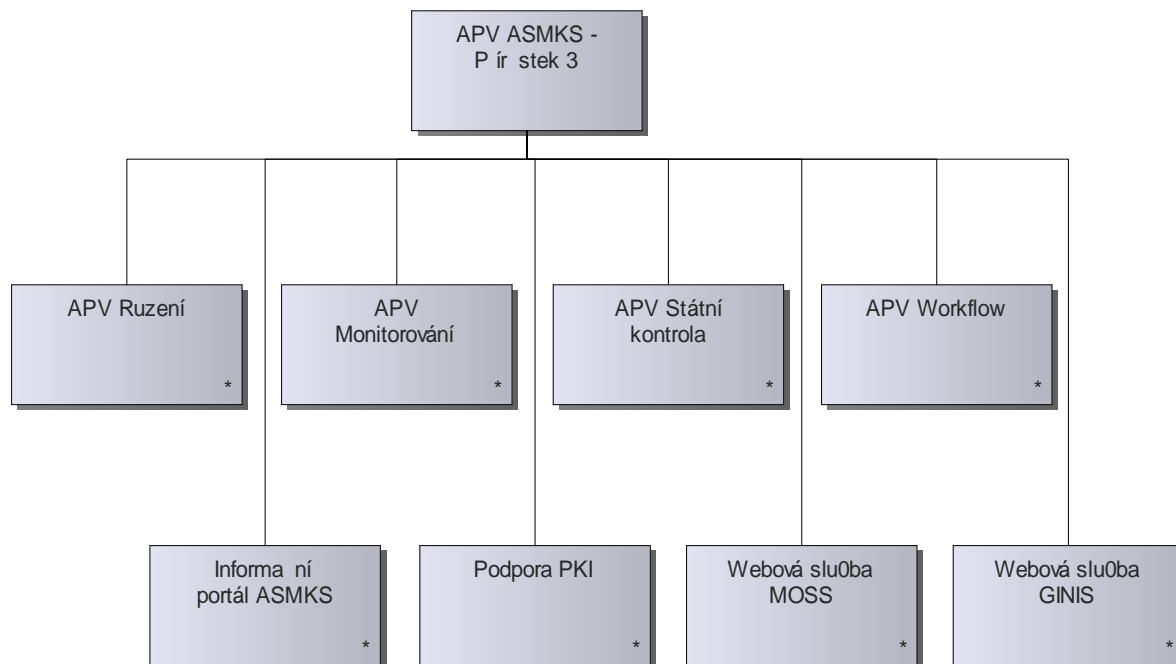 APV ASMKS -
P ír stek 3
APV Ruzení
*
APV
Monitorování
*
APV Státní
kontrola
*
APV Workflow
*
Informa ní
portál ASMKS
*
Podpora PKI
*
Webová slu0ba
MOSS
*
Webová slu0ba
GINIS
*